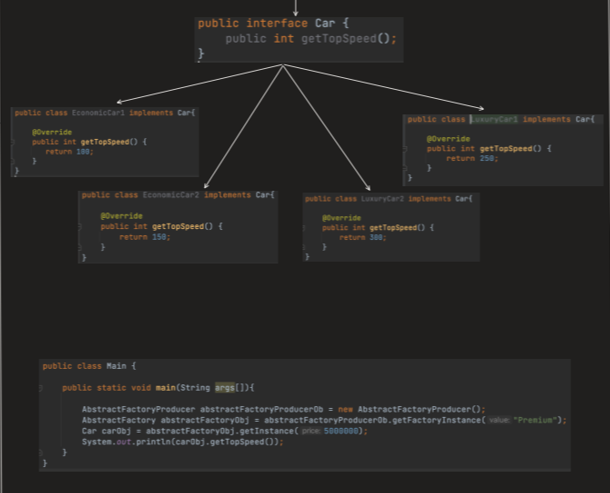 public interface Car {
public int getTopSpeed();
}
public class EconomicCar1 implements Car{
@Override
public int getTopSpeed() {
return 100;
}
}
public class LuxuryCar1 implements Car{
@Override
public int getTopSpeed() {
return 250;
}
}
public class EconomicCar2 implements Car{
@Override
public int getTopSpeed() {
return 150;
}
}
public class LuxuryCar2 implements Car{
@Override
public int getTopSpeed() {
return 300;
}
}
public class Main {
public static void main(String args[]){
AbstractFactoryProducer abstractFactoryProducerOb = new AbstractFactoryProducer();
AbstractFactory abstractFactoryObj = abstractFactoryProducerOb.getFactoryInstance( value: "Premium");
Car carObj = abstractFactoryObj.getInstance( price: 5000000);
System.out.println(carObj.getTopSpeed());
}
}